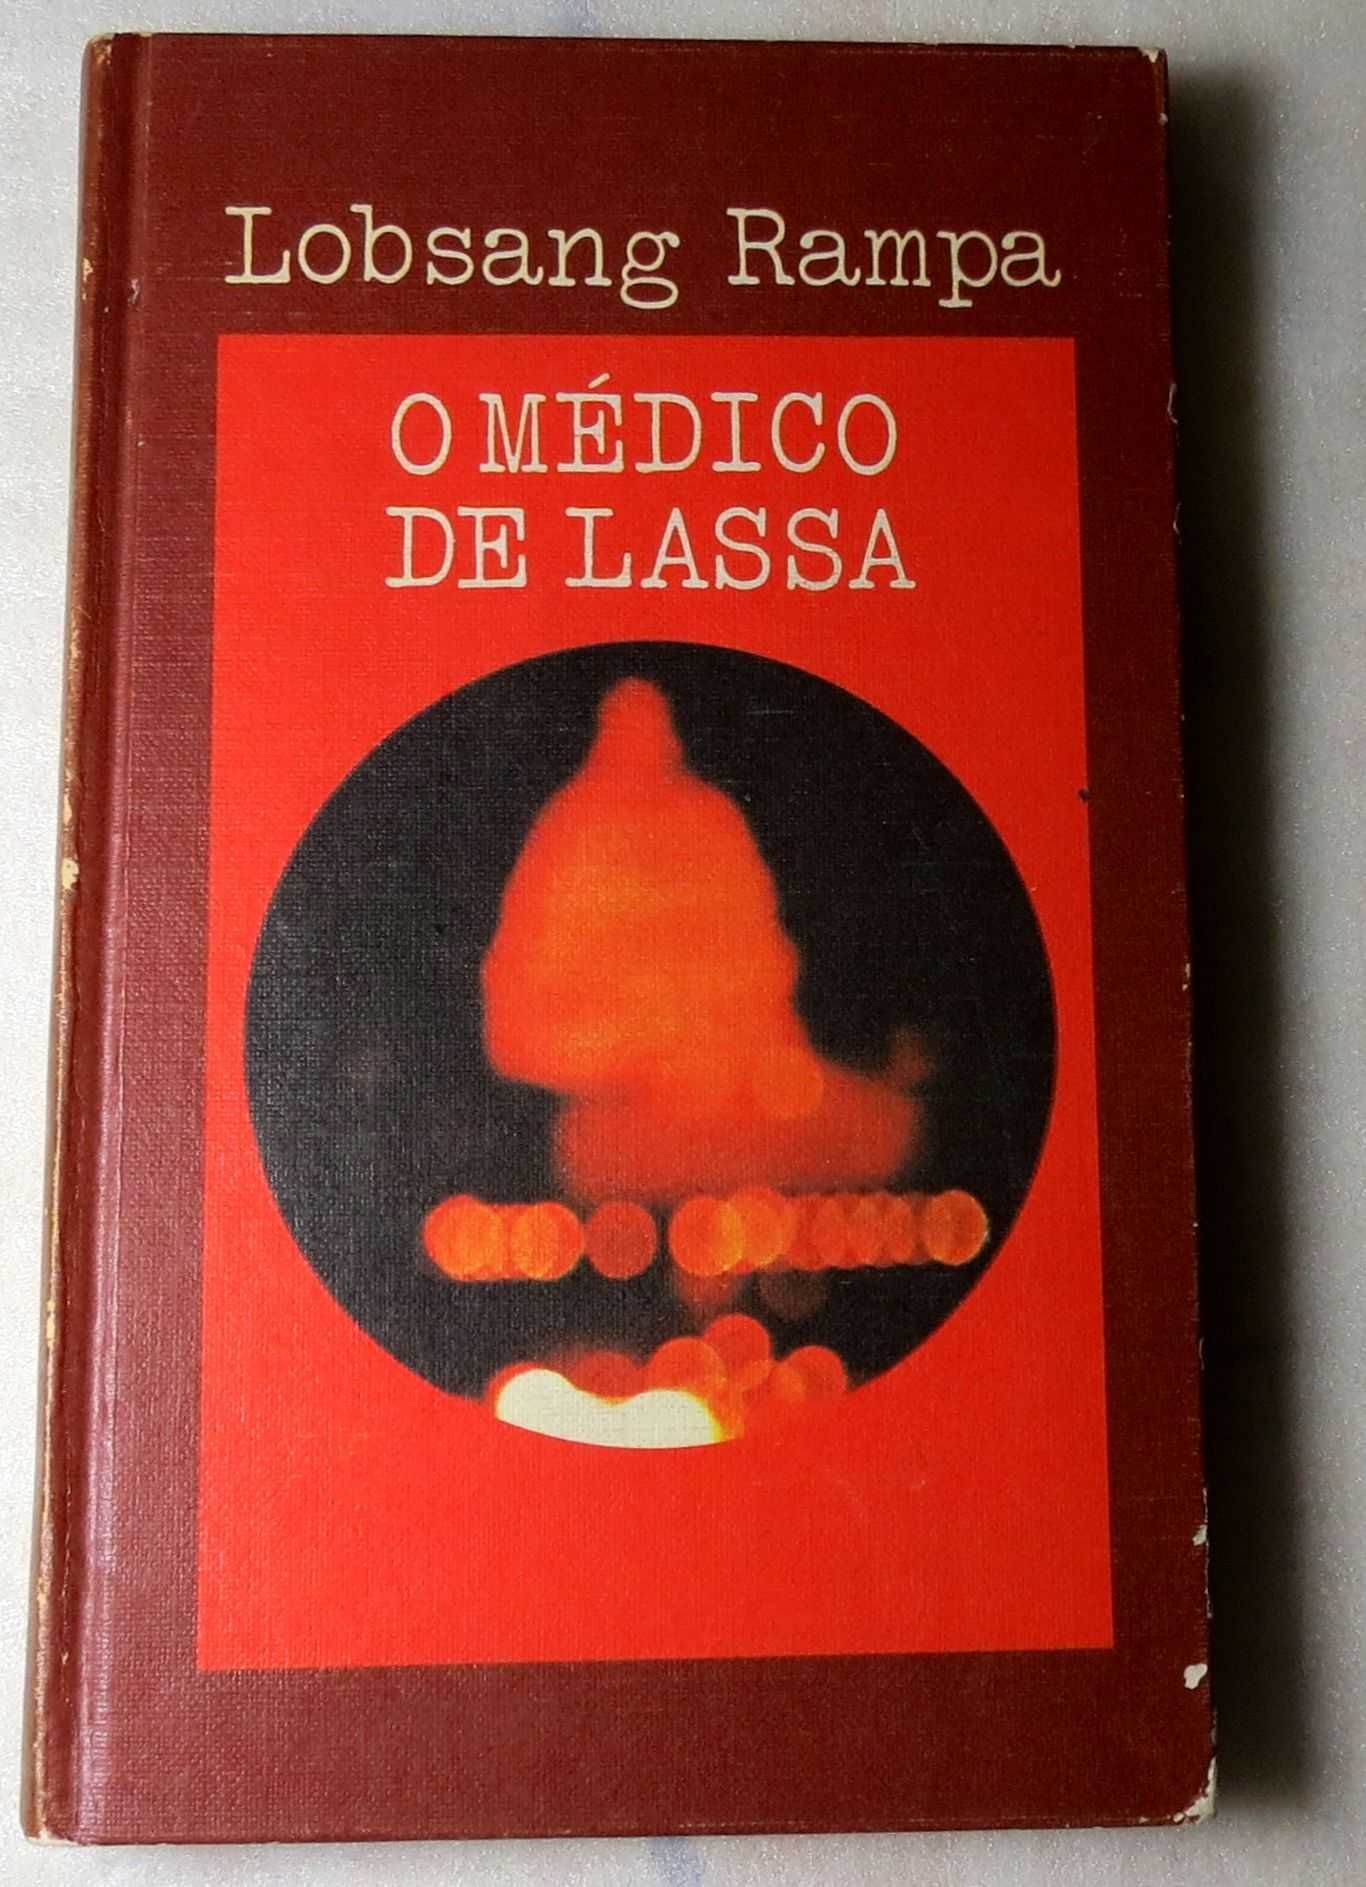 Lobsang Rampa
O MÉDICO
DE LASSA